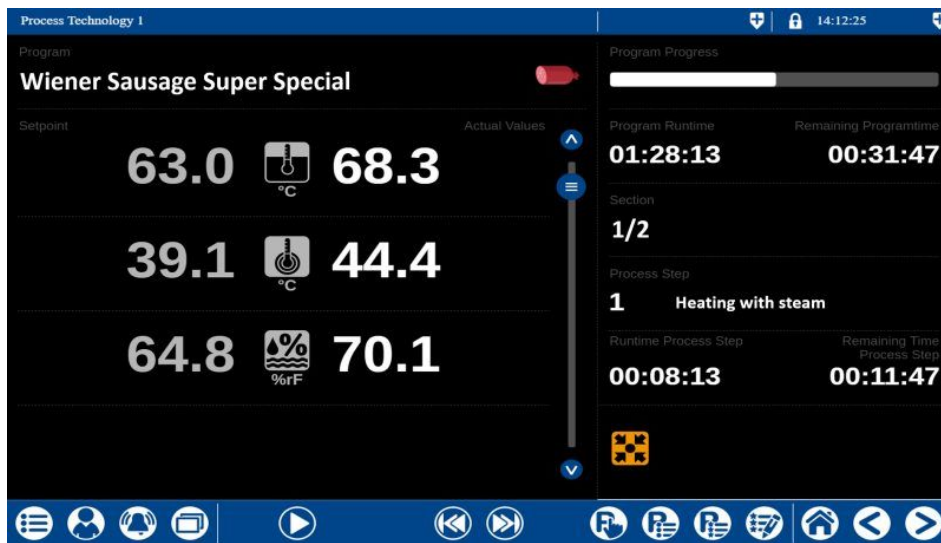 Process Technology 1
14:12:25
Program
Wiener Sausage Super Special
Setpoint
Actual Values
63.0 °C 68.3
39.1 °C 44.4
64.8 % %rF 70.1
Program Progress
Program Runtime
Remaining Programtime
01:28:13
00:31:47
Section
1/2
Process Step
1 Heating with steam
Runtime Process Step
Remaining Time
Process Step
00:08:13
00:11:47